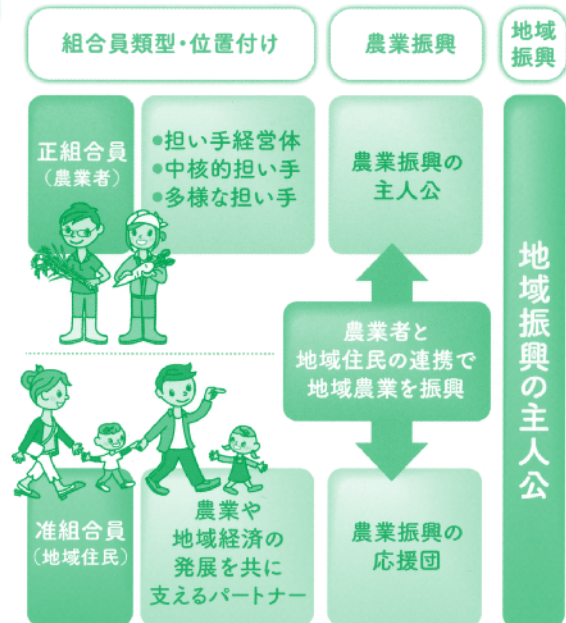 組合員類型・位置付け
農業振興
地域
振興
正組合員
(農業者)
●担い手経営体
●中核的担い手
●多様な担い手
農業振興の
主人公
農業者と
地域住民の連携で
地域農業を振興
准組合員
(地域住民)
農業や
地域経済の
発展を共に
支えるパートナー
農業振興の
応援団
地域振興の主人公